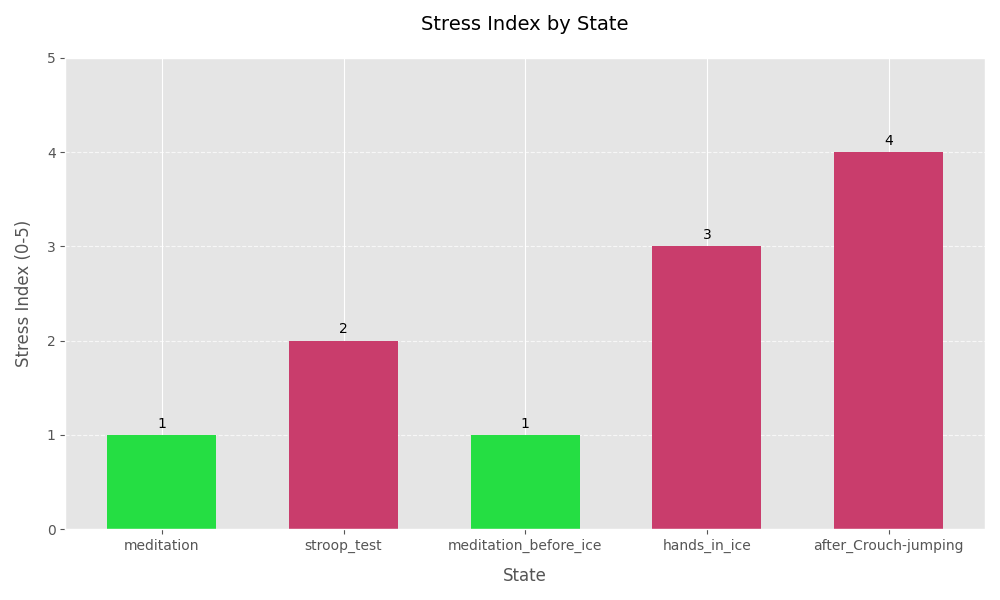 Stress Index by State
Stress Index (0-5)
5
4
3
2
1
0
1
2
1
3
4
meditation
stroop_test
meditation_before_ice
hands_in_ice
after_Crouch-jumping
State